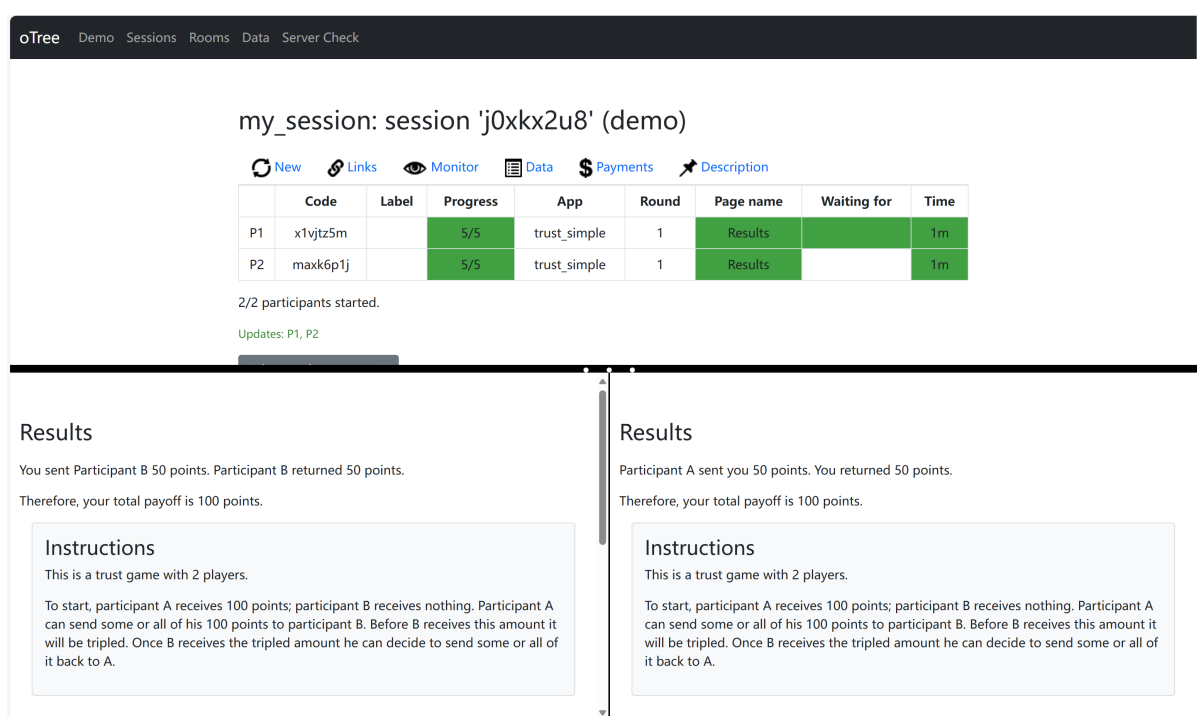 oTree Demo Sessions Rooms Data Server Check
my_session: session 'j0xkx2u8' (demo)
New Links Monitor Data Payments Description
Code Label Progress App Round Page name Waiting for Time
P1 x1vjtz5m 5/5 trust_simple 1 Results 1m
P2 maxk6p1j 5/5 trust_simple 1 Results 1m
2/2 participants started.
Updates: P1, P2
Results
You sent Participant B 50 points. Participant B returned 50 points.
Therefore, your total payoff is 100 points.
Instructions
This is a trust game with 2 players.
To start, participant A receives 100 points; participant B receives nothing. Participant A
can send some or all of his 100 points to participant B. Before B receives this amount it
will be tripled. Once B receives the tripled amount he can decide to send some or all of
it back to A.
Results
Participant A sent you 50 points. You returned 50 points.
Therefore, your total payoff is 100 points.
Instructions
This is a trust game with 2 players.
To start, participant A receives 100 points; participant B receives nothing. Participant A
can send some or all of his 100 points to participant B. Before B receives this amount it
will be tripled. Once B receives the tripled amount he can decide to send some or all of
it back to A.